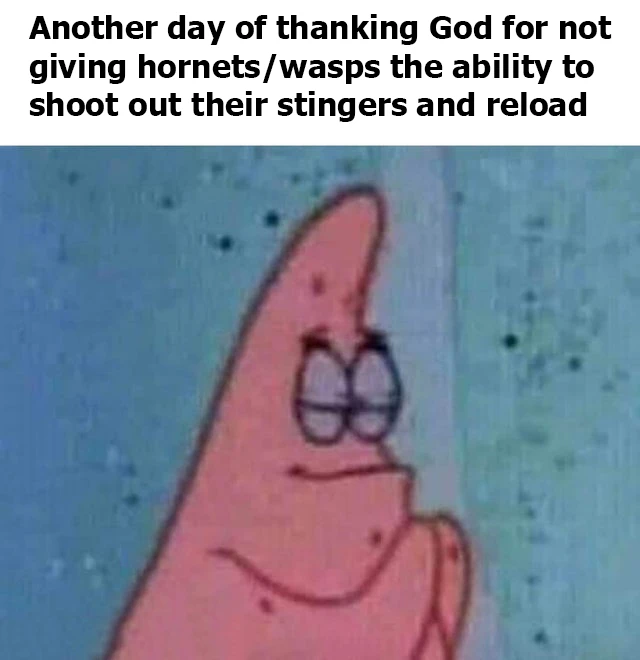 Another day of thanking God for not
giving hornets/wasps the ability to
shoot out their stingers and reload